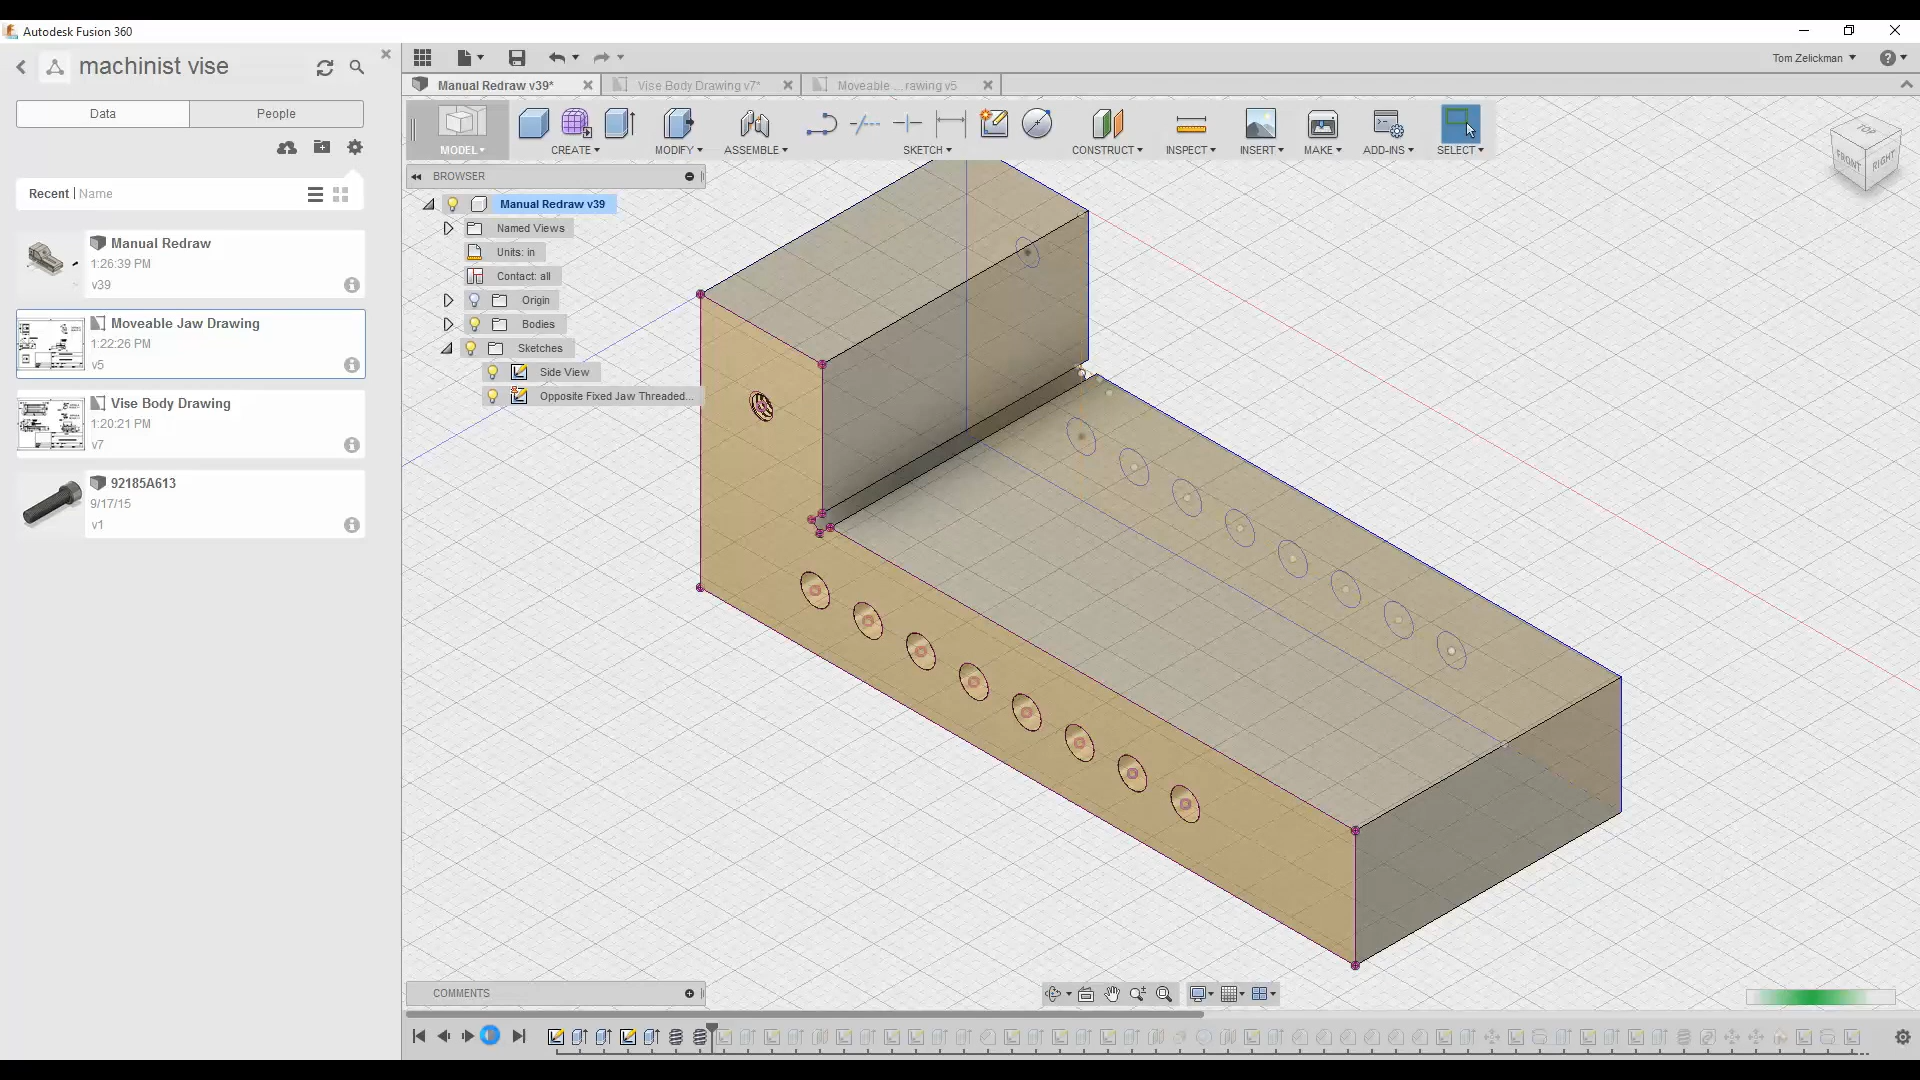 Autodesk Fusion 360
machinist vise
Data
People
Recent | Name
Manual Redraw
1:26:39 PM
v39
Moveable Jaw Drawing
1:22:26 PM
v5
Vise Body Drawing
1:20:21 PM
v7
92185A613
9/17/15
v1
Tom Zelickman
Manual Redraw v39*
Vise Body Drawing v7*
Moveable ... rawing v5
MODEL
CREATE
MODIFY
ASSEMBLE
SKETCH
CONSTRUCT
INSPECT
INSERT
MAKE
ADD-INS
SELECT
TOP
FRONT
RIGHT
BROWSER
Manual Redraw v39
Named Views
Units: in
Contact: all
Origin
Bodies
Sketches
Side View
Opposite Fixed Jaw Threaded...
COMMENTS